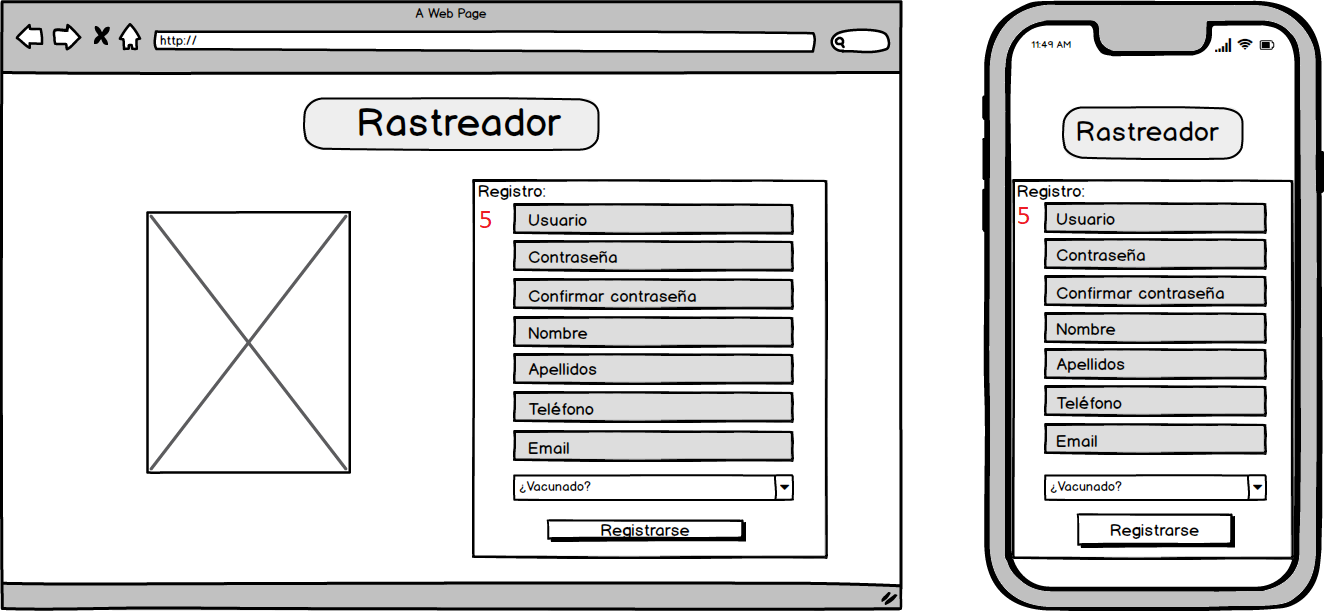 A Web Page
http://
Rastreador
Registro:
5
Usuario
Contraseña
Confirmar contraseña
Nombre
Apellidos
Teléfono
Email
¿Vacunado?
Registrarse
11:49 AM
Rastreador
Registro:
5
Usuario
Contraseña
Confirmar contraseña
Nombre
Apellidos
Teléfono
Email
¿Vacunado?
Registrarse